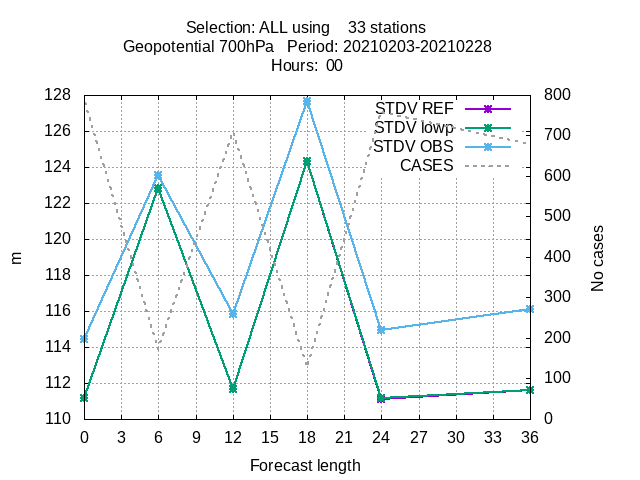 Selection: ALL using    33 stations
Geopotential 700hPa   Period: 20210203-20210228
Hours:  00
128
126
124
122
120
118
116
114
112
110
m
STDV REF
STDV lowp
STDV OBS
CASES
800
700
600
500
400
300
200
100
0
No cases
0 3 6 9 12 15 18 21 24 27 30 33 36
Forecast length